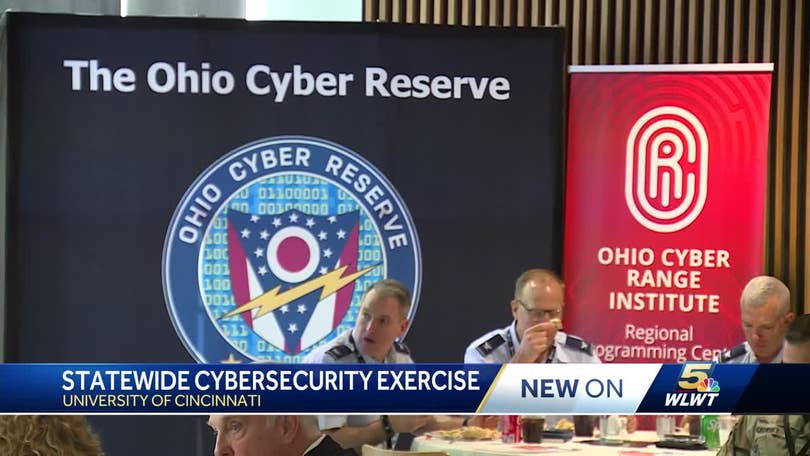 The Ohio Cyber Reserve
OHIO CYBER RESERVE
OHIO CYBER
RANGE
INSTITUTE
Regional
Programming
STATEWIDE CYBERSECURITY EXERCISE
UNIVERSITY OF CINCINNATI
NEW ON
5
WLWT